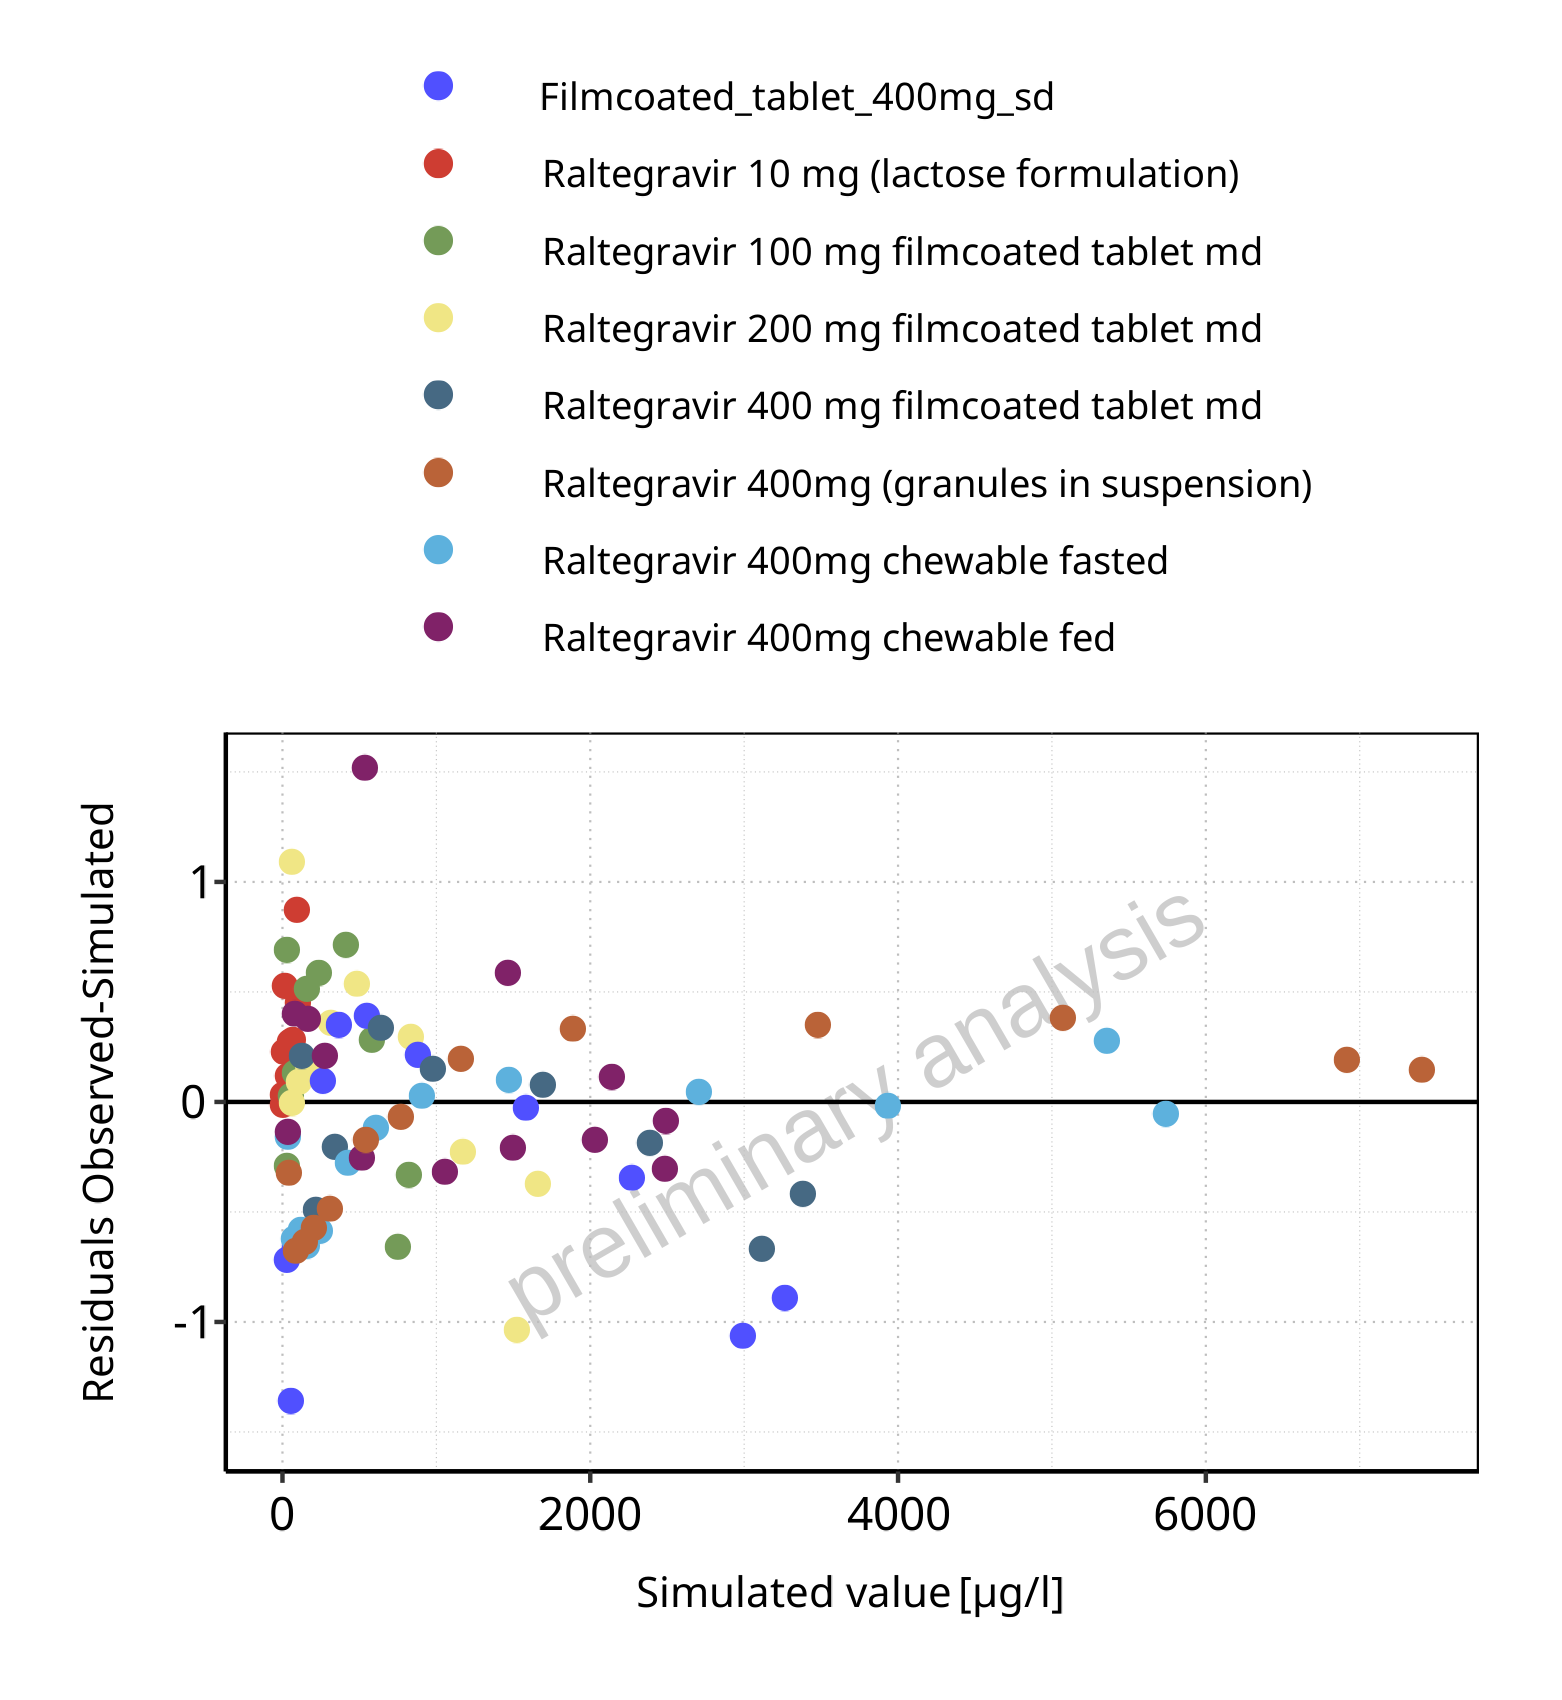 Filmcoated_tablet_400mg_sd
Raltegravir 10 mg (lactose formulation)
Raltegravir 100 mg filmcoated tablet md
Raltegravir 200 mg filmcoated tablet md
Raltegravir 400 mg filmcoated tablet md
Raltegravir 400mg (granules in suspension)
Raltegravir 400mg chewable fasted
Raltegravir 400mg chewable fed
Residuals Observed-Simulated
1
0
-1
preliminary analysis
0 2000 4000 6000
Simulated value [µg/l]